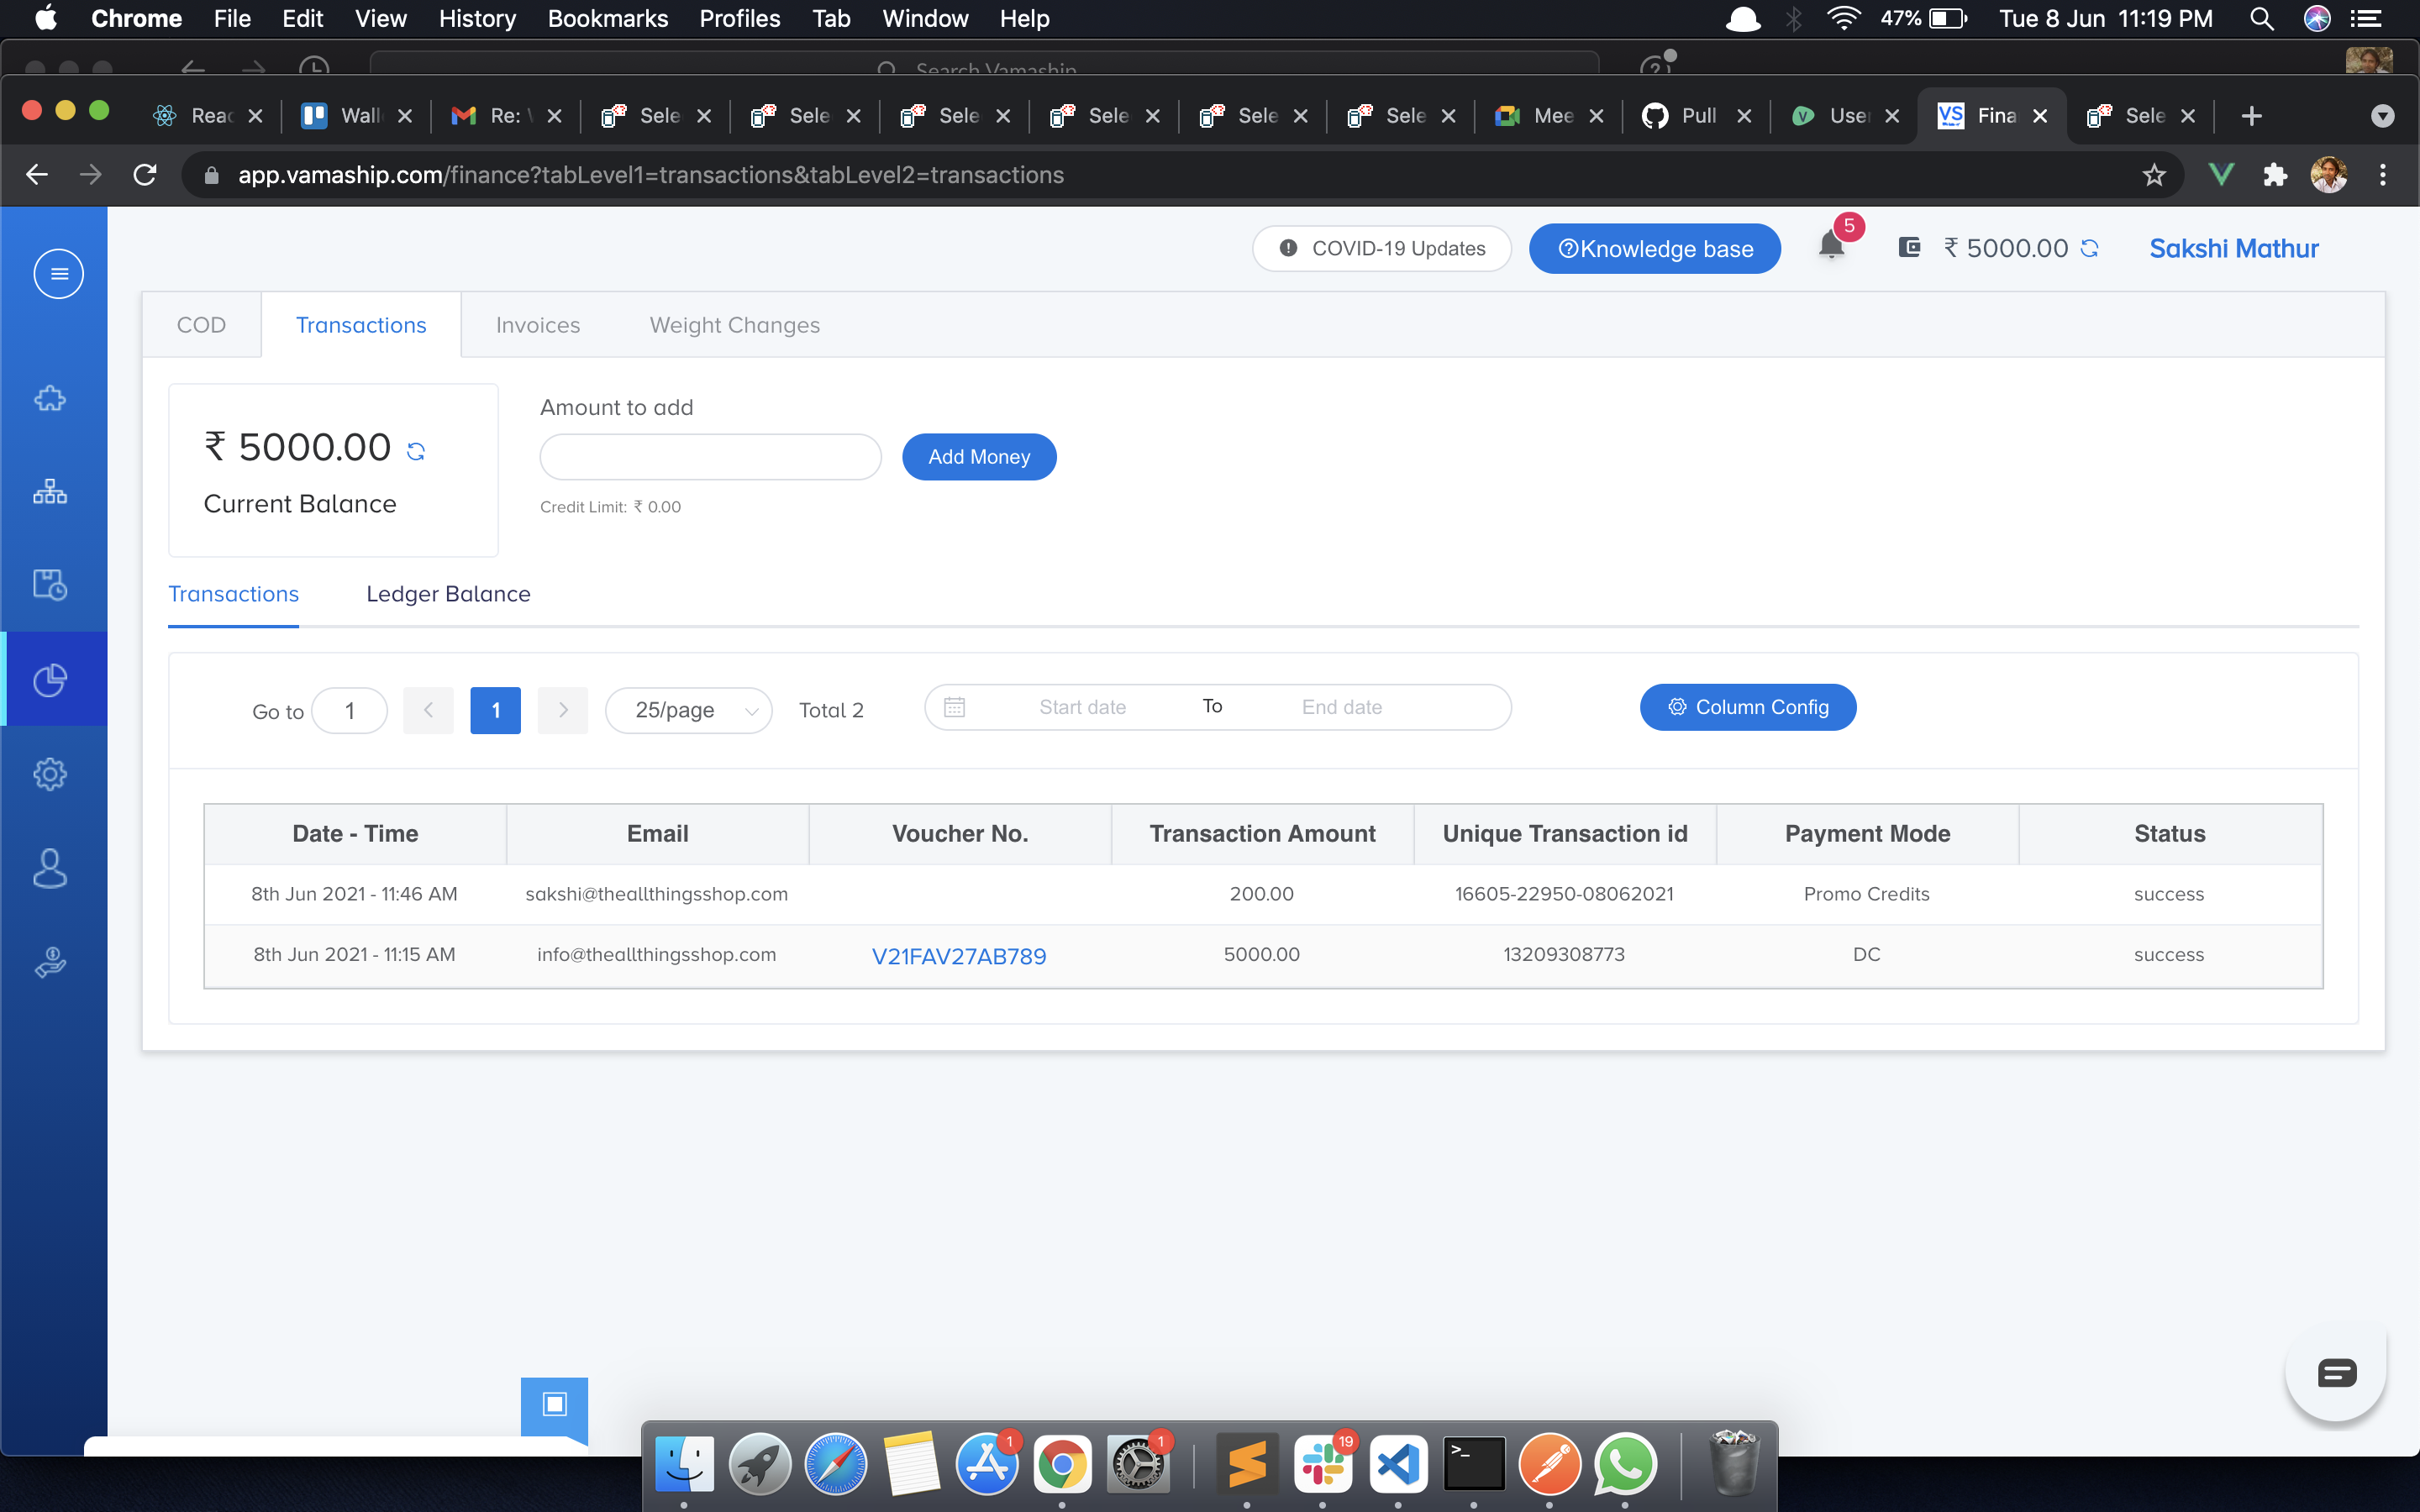 Chrome File Edit View History Bookmarks Profiles Tab Window Help 47% Tue 8 Jun 11:19 PM
Search Vamaship
Reac Wall Re: Sele Sele Sele Sele Sele Sele Mee Pull User Fina Sele
app.vamaship.com/finance?tabLevel1=transactions&tabLevel2=transactions
COVID-19 Updates Knowledge base 5 ₹ 5000.00 Sakshi Mathur
COD Transactions Invoices Weight Changes
₹ 5000.00
Current Balance
Amount to add
Add Money
Credit Limit: ₹ 0.00
Transactions Ledger Balance
Go to 1 1 25/page Total 2 Start date To End date Column Config
Date - Time Email Voucher No. Transaction Amount Unique Transaction id Payment Mode Status
8th Jun 2021 - 11:46 AM sakshi@theallthingsshop.com 200.00 16605-22950-08062021 Promo Credits success
8th Jun 2021 - 11:15 AM info@theallthingsshop.com V21FAV27AB789 5000.00 13209308773 DC success
1 1 19